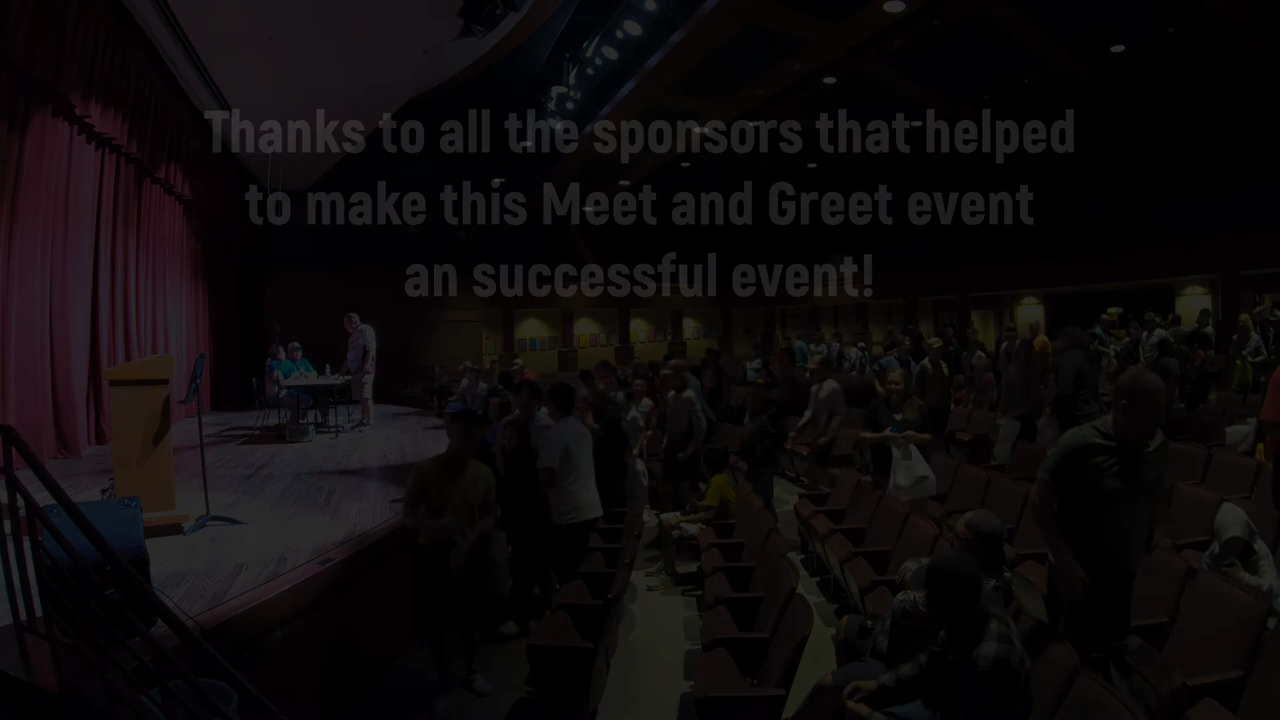 Thanks to all the sponsors that helped
to make this Meet and Greet event
an successful event!